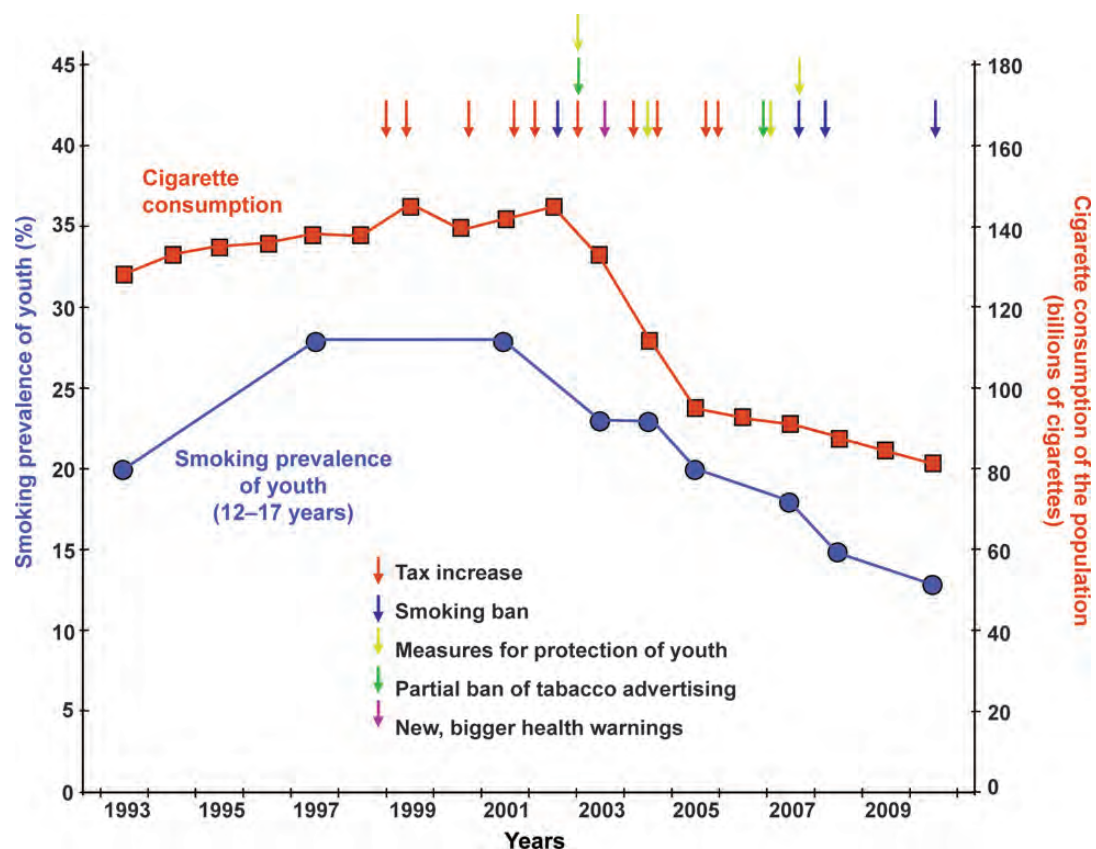 45
40
35
30
25
20
15
10
5
0
Smoking prevalence of youth (%)
180
160
140
120
100
80
60
40
20
0
Cigarette consumption of the population
(billions of cigarettes)
Cigarette
consumption
Smoking prevalence
of youth
(12–17 years)
Tax increase
Smoking ban
Measures for protection of youth
Partial ban of tabacco advertising
New, bigger health warnings
1993 1995 1997 1999 2001 2003 2005 2007 2009
Years